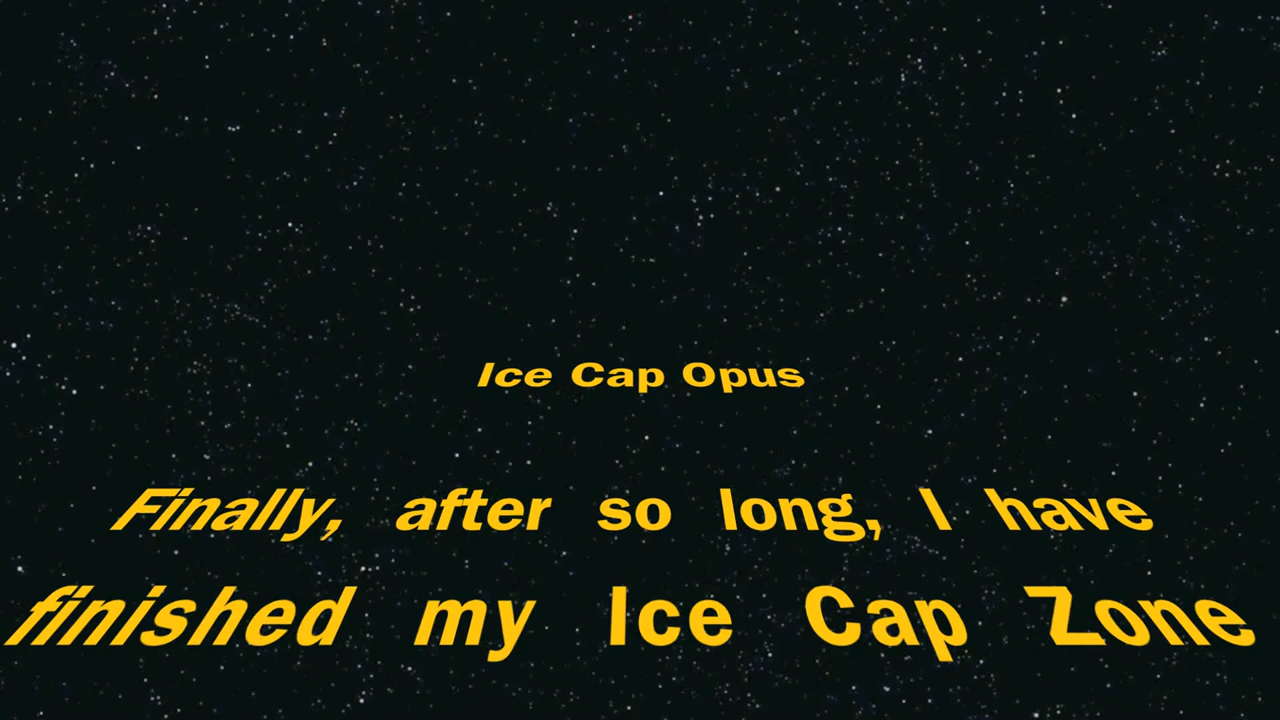 Ice Cap Opus
Finally, after so long, I have
finished my Ice Cap Zone